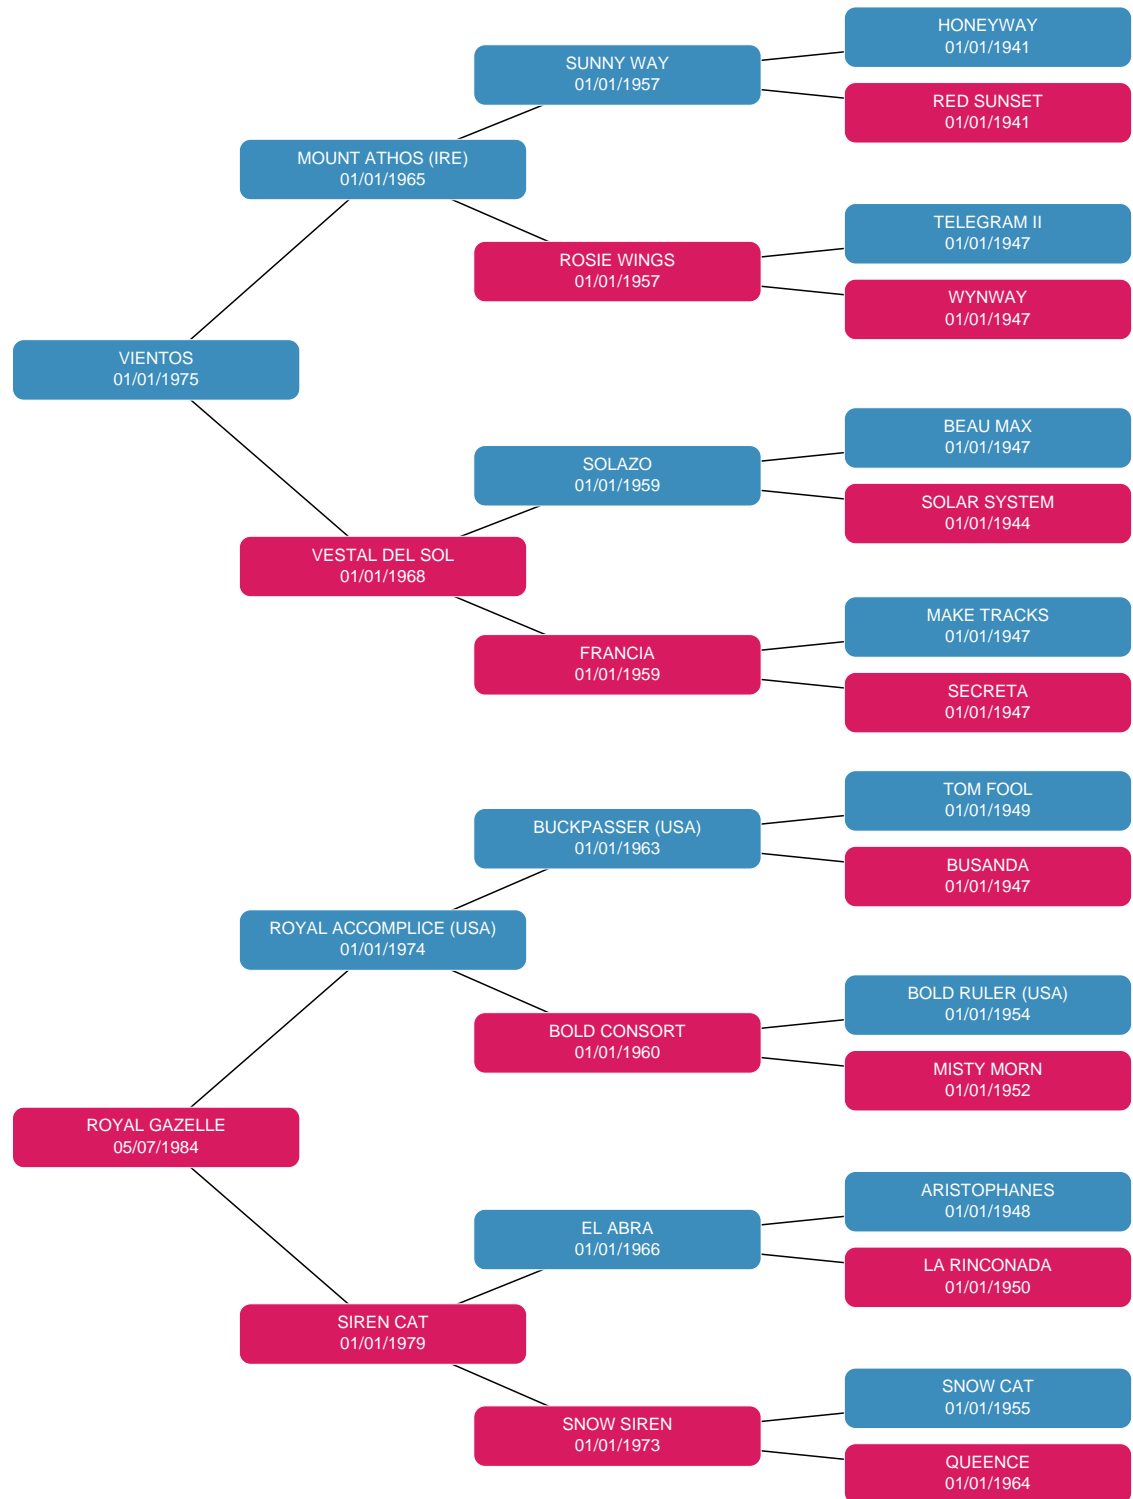 HONEYWAY
01/01/1941
SUNNY WAY
01/01/1957
RED SUNSET
01/01/1941
MOUNT ATHOS (IRE)
01/01/1965
TELEGRAM II
01/01/1947
ROSIE WINGS
01/01/1957
WYNWAY
01/01/1947
VIENTOS
01/01/1975
BEAU MAX
01/01/1947
SOLAZO
01/01/1959
SOLAR SYSTEM
01/01/1944
VESTAL DEL SOL
01/01/1968
MAKE TRACKS
01/01/1947
FRANCIA
01/01/1959
SECRETA
01/01/1947
TOM FOOL
01/01/1949
BUCKPASSER (USA)
01/01/1963
BUSANDA
01/01/1947
ROYAL ACCOMPLICE (USA)
01/01/1974
BOLD RULER (USA)
01/01/1954
BOLD CONSORT
01/01/1960
MISTY MORN
01/01/1952
ROYAL GAZELLE
05/07/1984
ARISTOPHANES
01/01/1948
EL ABRA
01/01/1966
LA RINCONADA
01/01/1950
SIREN CAT
01/01/1979
SNOW CAT
01/01/1955
SNOW SIREN
01/01/1973
QUEENCE
01/01/1964